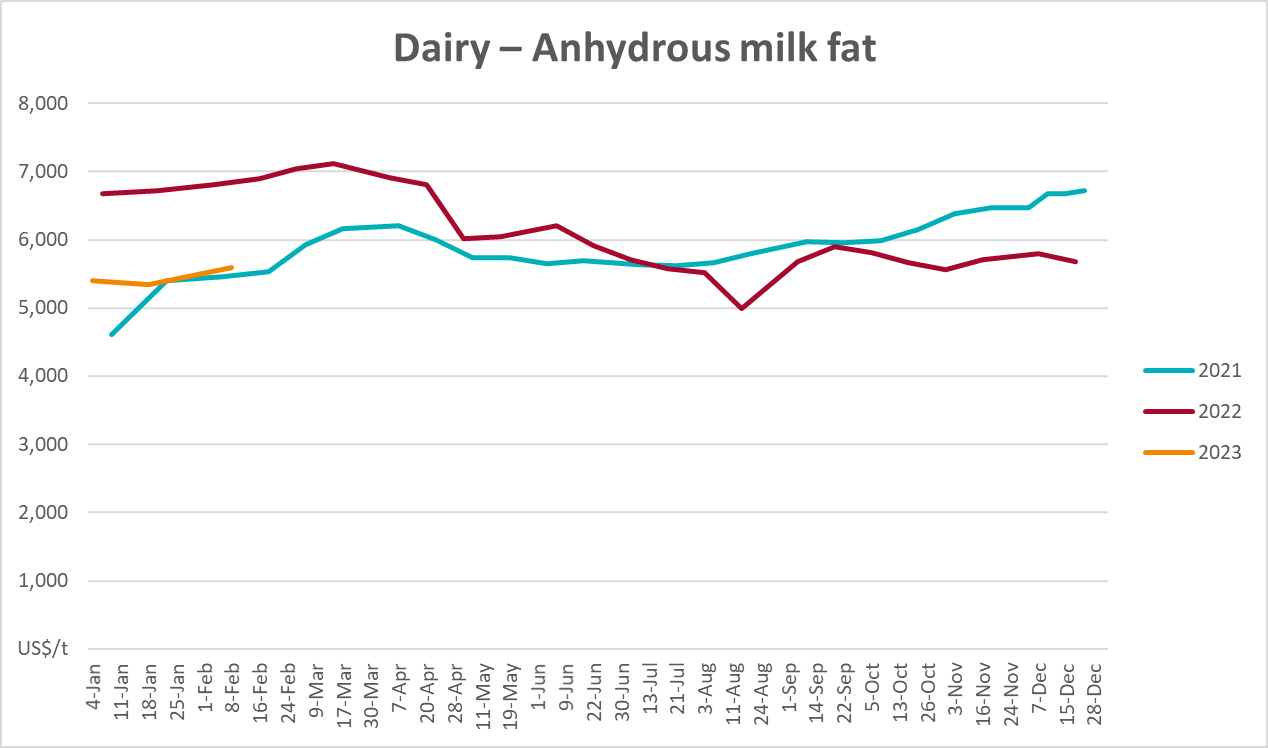 Dairy – Anhydrous milk fat
8,000
7,000
6,000
5,000
4,000
3,000
2,000
1,000
US$/t
2021
2022
2023
4-Jan
11-Jan
18-Jan
25-Jan
1-Feb
8-Feb
16-Feb
24-Feb
9-Mar
17-Mar
30-Mar
7-Apr
20-Apr
28-Apr
11-May
19-May
1-Jun
9-Jun
22-Jun
30-Jun
13-Jul
21-Jul
3-Aug
11-Aug
24-Aug
1-Sep
14-Sep
22-Sep
5-Oct
13-Oct
26-Oct
3-Nov
16-Nov
24-Nov
7-Dec
15-Dec
28-Dec